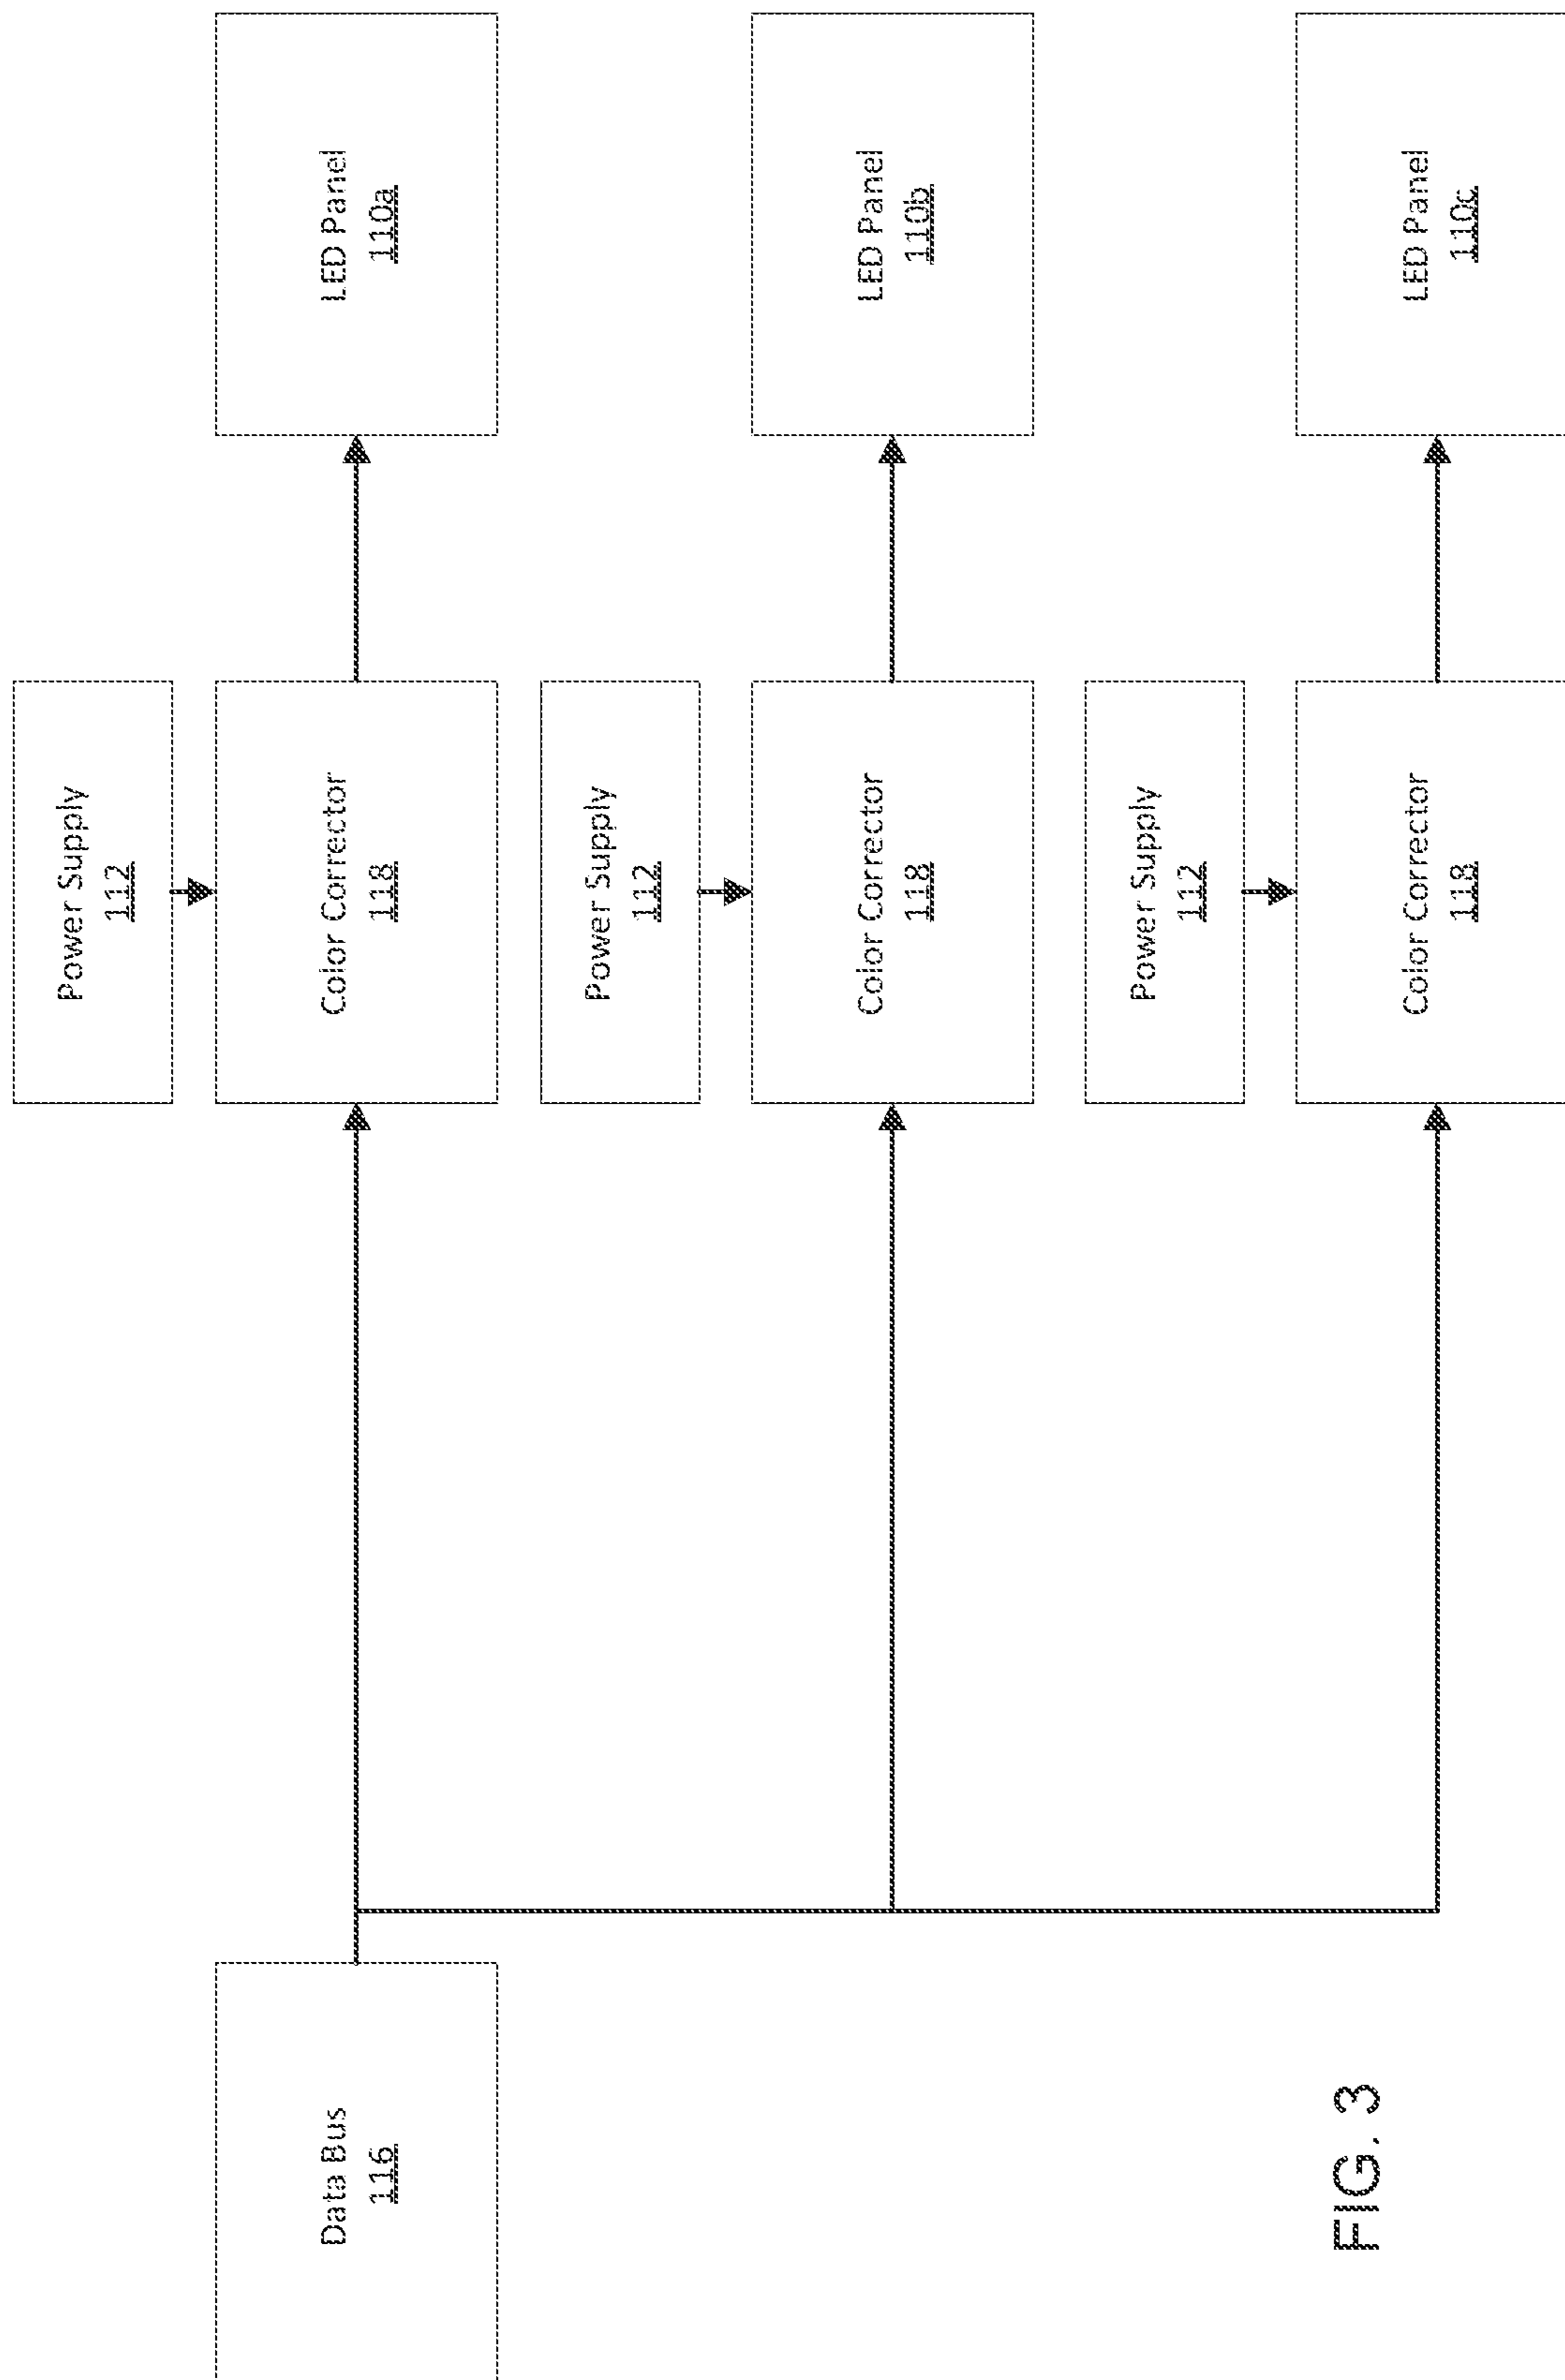 Power Supply
112
Data Bus
116
Color Corrector
118
LED Panel
110a
Power Supply
112
Color Corrector
118
LED Panel
110b
Power Supply
112
Color Corrector
118
LED Panel
110c
FIG. 3